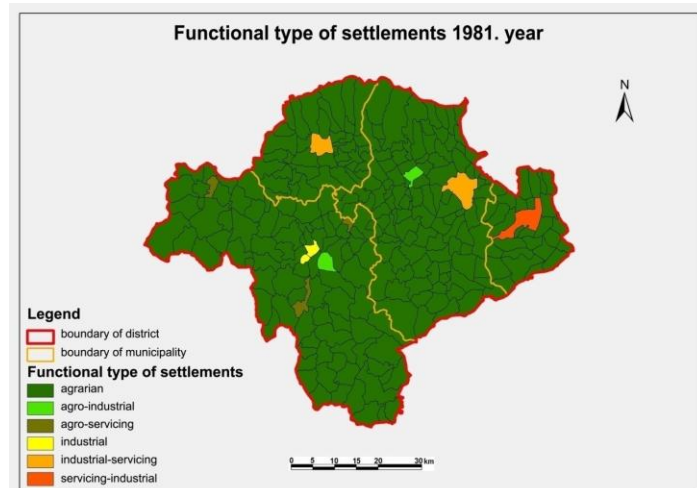 Functional type of settlements 1981. year
N
Legend
boundary of district
boundary of municipality
Functional type of settlements
agrarian
agro-industrial
agro-servicing
industrial
industrial-servicing
servicing-industrial
0 5 10 15 20 30 km